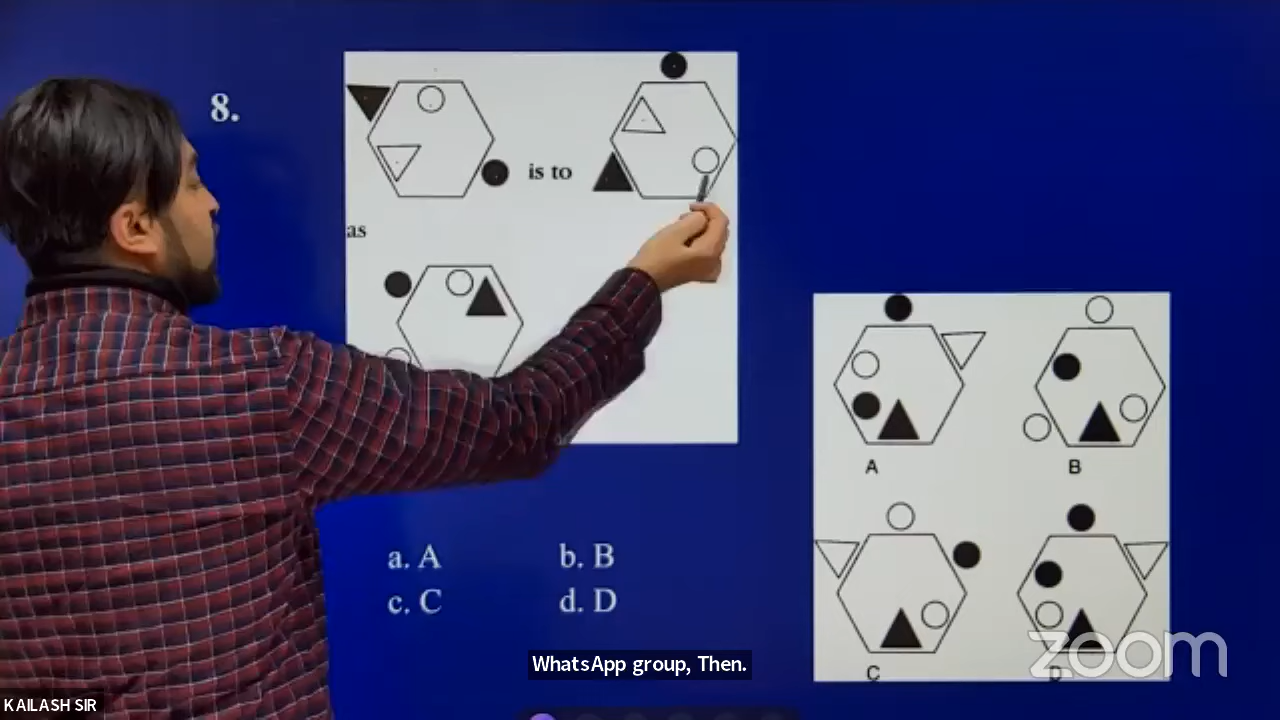 8.
is to
as
A
B
a. A
b. B
c. C
d. D
C
D
zoom
WhatsApp group, Then.
KAILASH SIR